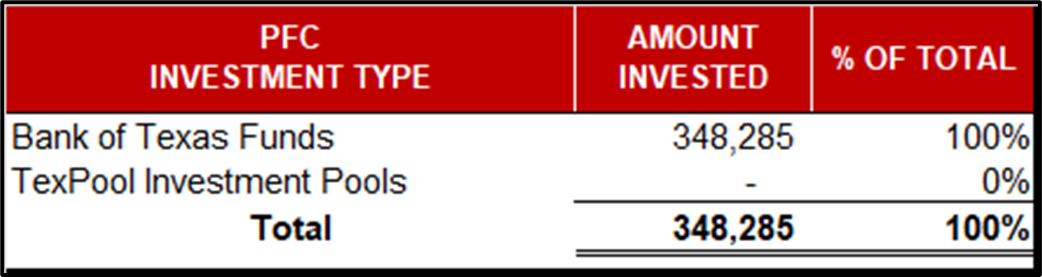 PFC
INVESTMENT TYPE
AMOUNT
INVESTED
% OF TOTAL
Bank of Texas Funds 348,285 100%
TexPool Investment Pools - 0%
Total 348,285 100%